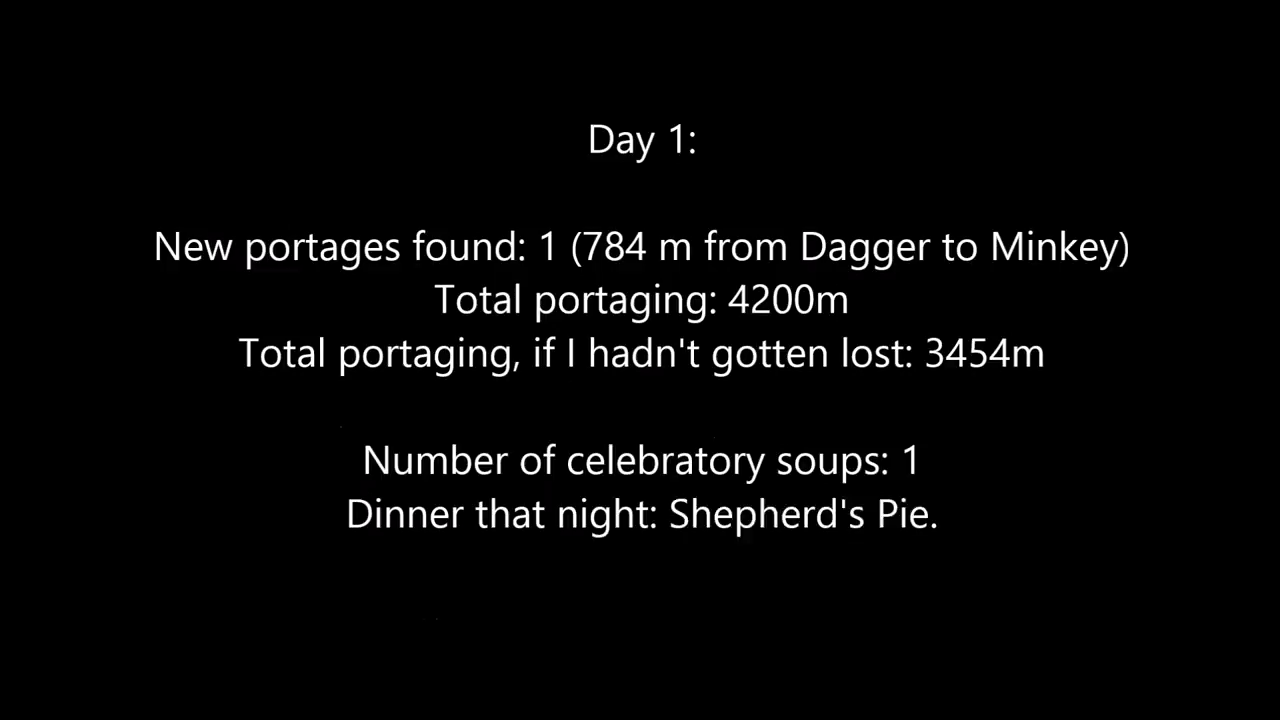 Day 1:
New portages found: 1 (784 m from Dagger to Minkey)
Total portaging: 4200m
Total portaging, if I hadn't gotten lost: 3454m
Number of celebratory soups: 1
Dinner that night: Shepherd's Pie.